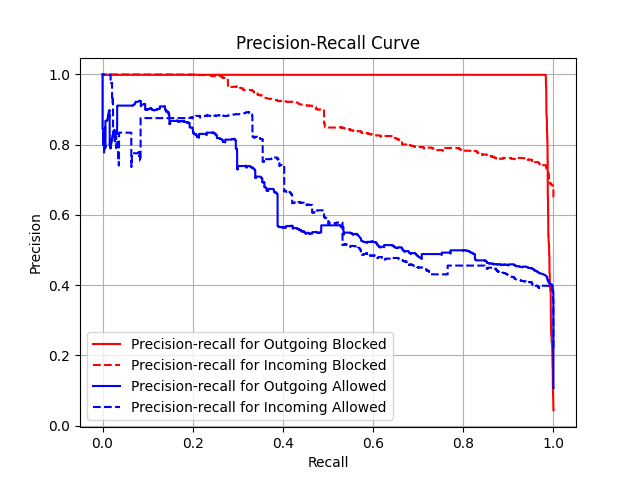 Precision-Recall Curve
1.0
0.8
0.6
0.4
0.2
0.0
Precision
Precision-recall for Outgoing Blocked
Precision-recall for Incoming Blocked
Precision-recall for Outgoing Allowed
Precision-recall for Incoming Allowed
0.0 0.2 0.4 0.6 0.8 1.0
Recall